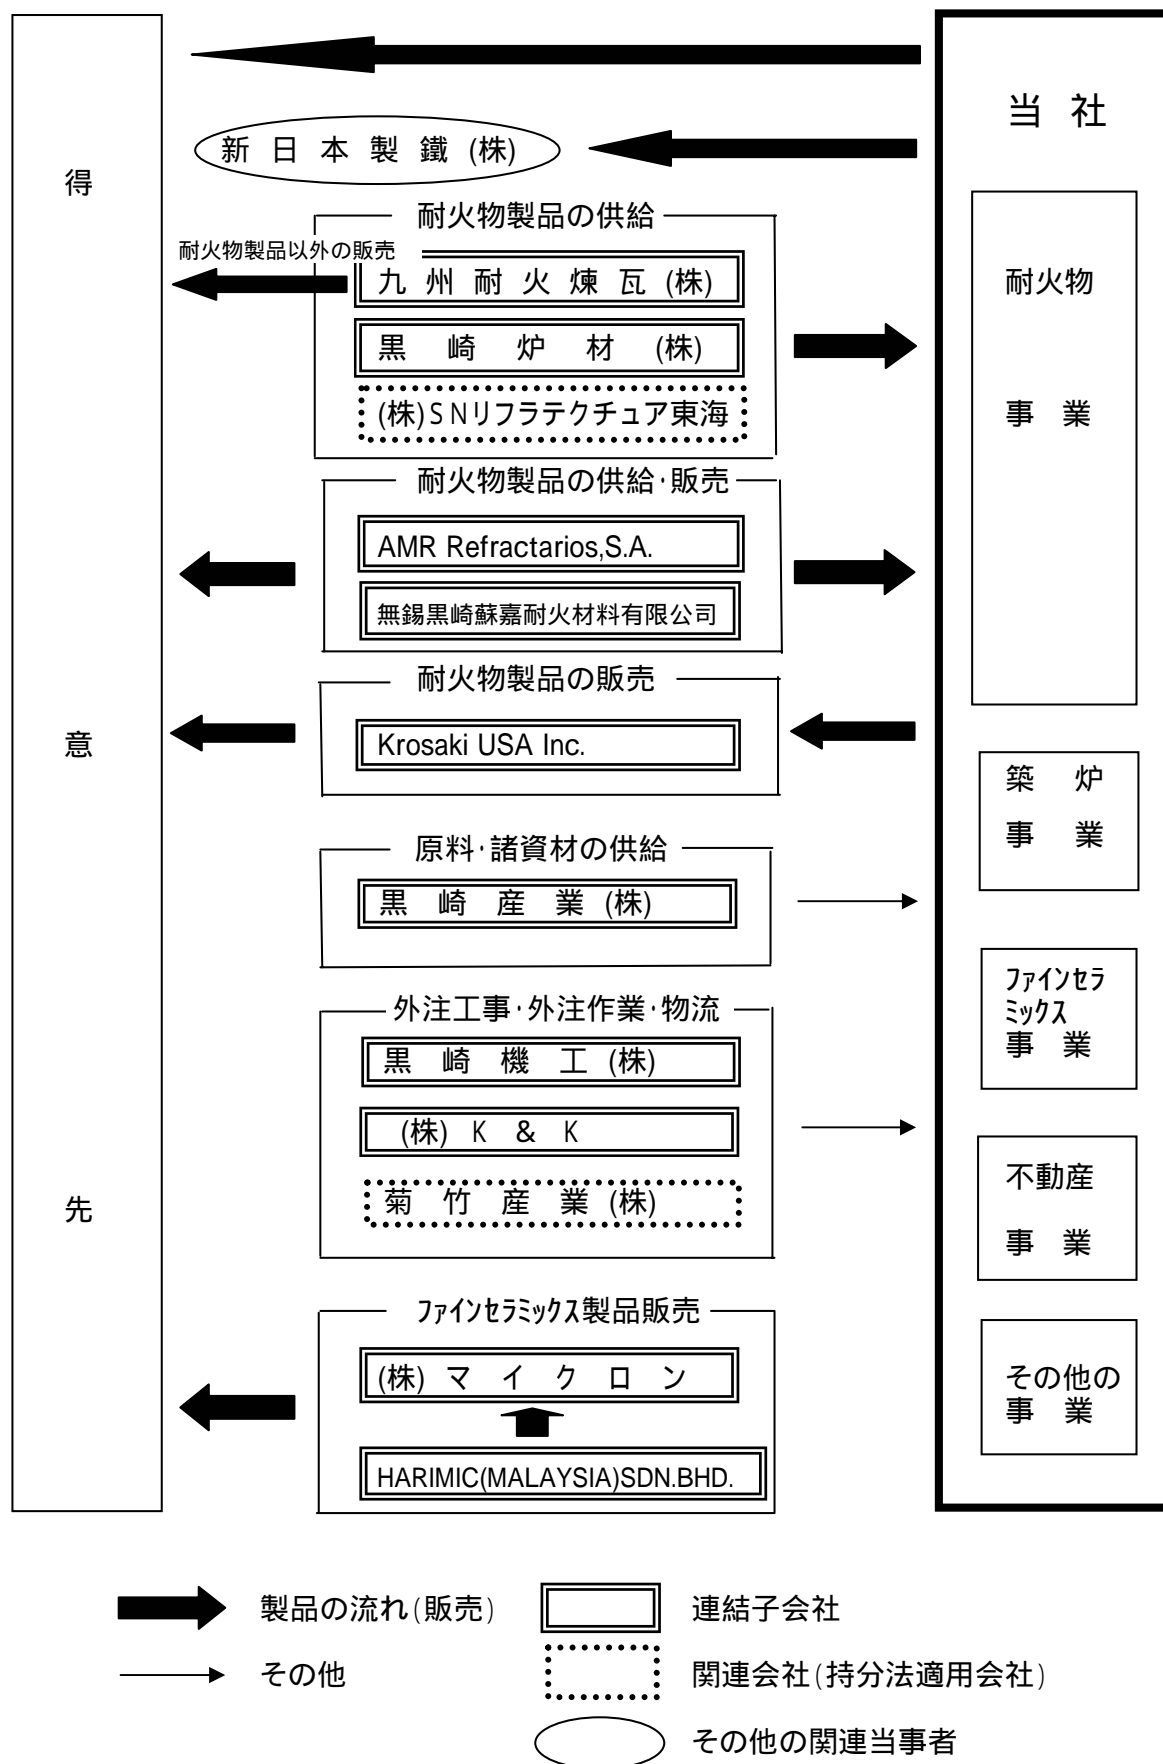 得
意
先
新 日 本 製 鐵 (株)
耐火物製品の供給
耐火物製品以外の販売
九 州 耐 火 煉 瓦 (株)
黒 崎 炉 材 (株)
(株)SNリフラテクチュア東海
耐火物製品の供給・販売
AMR Refractarios,S.A.
無錫黒崎蘇嘉耐火材料有限公司
耐火物製品の販売
Krosaki USA Inc.
原料・諸資材の供給
黒 崎 産 業 (株)
外注工事・外注作業・物流
黒 崎 機 工 (株)
(株) K & K
菊 竹 産 業 (株)
ファインセラミックス製品販売
(株) マ イ ク ロ ン
HARIMIC(MALAYSIA)SDN.BHD.
当 社
耐火物
事 業
築 炉
事 業
ファインセラ
ミックス
事 業
不動産
事 業
その他の
事 業
製品の流れ(販売)
連結子会社
その他
関連会社(持分法適用会社)
その他の関連当事者